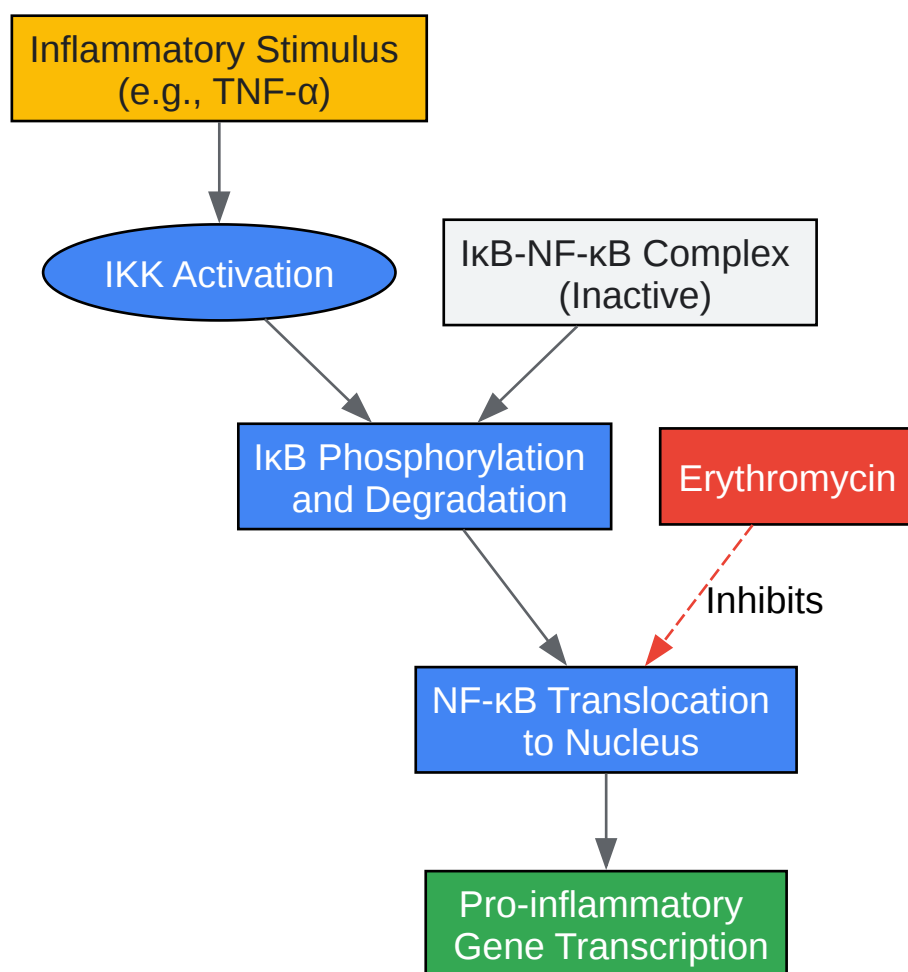 Inflammatory Stimulus
(e.g., TNF-α)
IKK Activation
IκB-NF-κB Complex
(Inactive)
IκB Phosphorylation
and Degradation
Erythromycin
Inhibits
NF-κB Translocation
to Nucleus
Pro-inflammatory
Gene Transcription